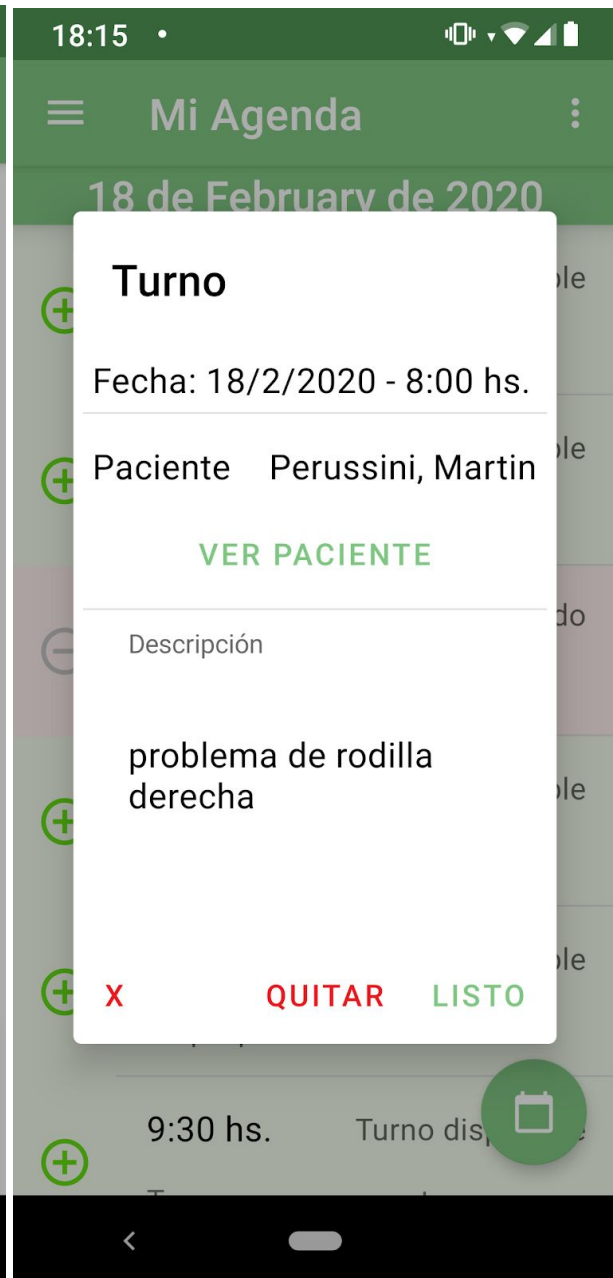 18:15
Mi Agenda
18 de February de 2020
Turno
Fecha: 18/2/2020 - 8:00 hs.
Paciente Perussini, Martin
VER PACIENTE
Descripción
problema de rodilla
derecha
X QUITAR LISTO
9:30 hs. Turno